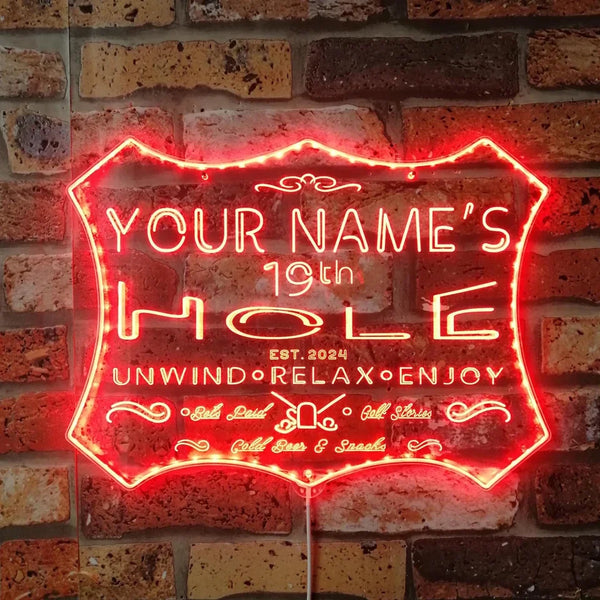 YOUR NAME'S
19th
HOLE
EST. 2024
UNWIND • RELAX • ENJOY
• Bets Paid • Golf Stories
Cold Beer & Snacks